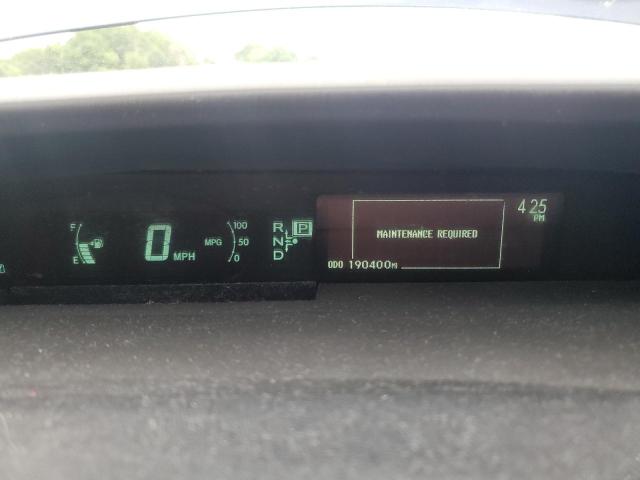 F
E
0 MPH
MPG
100
50
0
R
P
N
D
MAINTENANCE REQUIRED
ODO 190400MI
4:25
PM